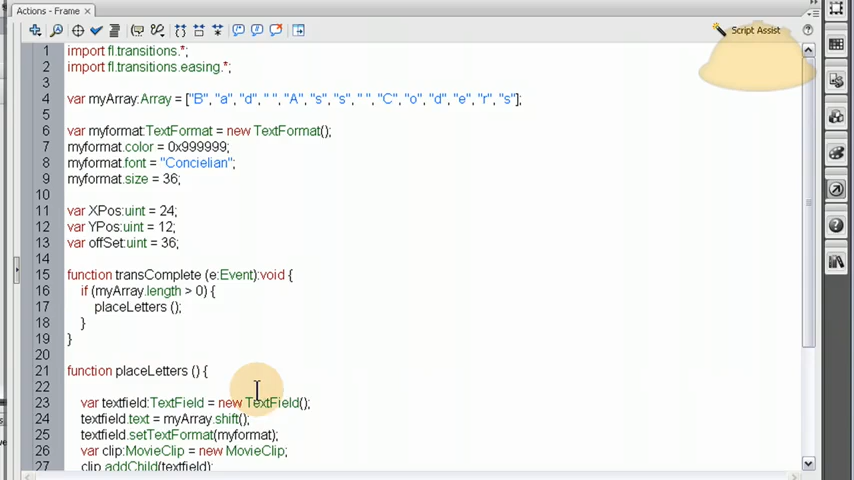 Actions - Frame ×
Script Assist
1 import fl.transitions.*;
2 import fl.transitions.easing.*;
3
4 var myArray:Array = ["B", "a", "d", " ", "A", "s", "s", " ", "C", "o", "d", "e", "r", "s"];
5
6 var myformat:TextFormat = new TextFormat();
7 myformat.color = 0x999999;
8 myformat.font = "Concielian";
9 myformat.size = 36;
10
11 var XPos:uint = 24;
12 var YPos:uint = 12;
13 var offSet:uint = 36;
14
15 function transComplete (e:Event):void {
16 if (myArray.length > 0) {
17 placeLetters ();
18 }
19 }
20
21 function placeLetters () {
22
23 var textfield:TextField = new TextField();
24 textfield.text = myArray.shift();
25 textfield.setTextFormat(myformat);
26 var clip:MovieClip = new MovieClip;
27 clip.addChild(textfield);